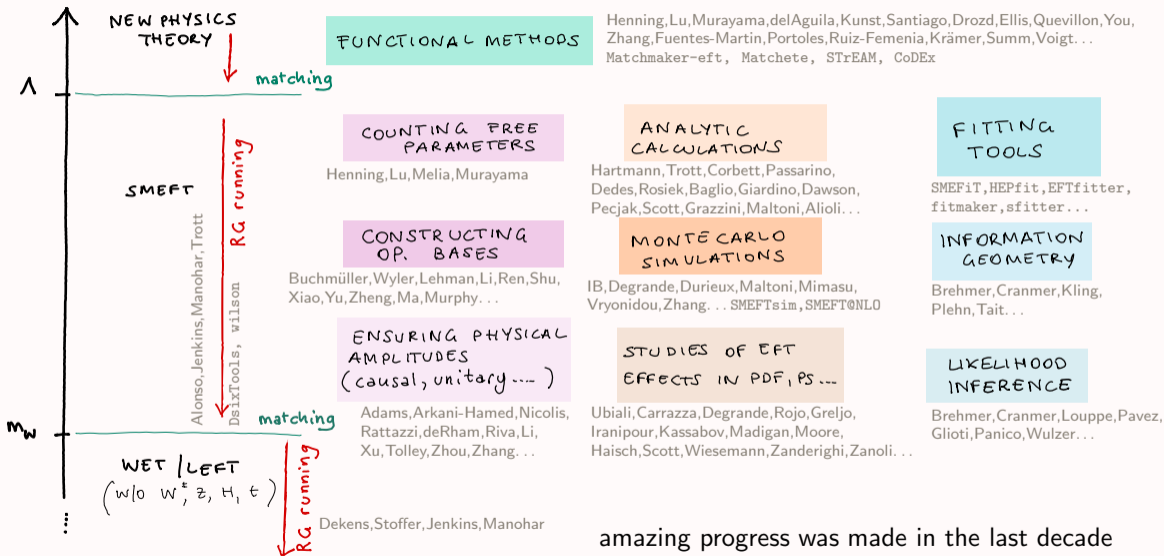 NEW PHYSICS
THEORY
matching
Λ
SMEFT
RG running
Alonso,Jenkins,Manohar,Trott
DsixTools, wilson
matching
mW
WET/LEFT
(w/o W±, Z, H, t)
RG running
Dekens,Stoffer,Jenkins,Manohar
FUNCTIONAL METHODS
Henning,Lu,Murayama,delAguila,Kunst,Santiago,Drozd,Ellis,Quevillon,You,
Zhang,Fuentes-Martin,Portoles,Ruiz-Femenia,Krämer,Summ,Voigt...
Matchmaker-eft, Matchete, STrEAM, CoDEx
COUNTING FREE
PARAMETERS
Henning,Lu,Melia,Murayama
CONSTRUCTING
OP. BASES
Buchmüller,Wyler,Lehman,Li,Ren,Shu,
Xiao,Yu,Zheng,Ma,Murphy...
ENSURING PHYSICAL
AMPLITUDES
(causal, unitary....)
Adams,Arkani-Hamed,Nicolis,
Rattazzi,deRham,Riva,Li,
Xu,Tolley,Zhou,Zhang...
ANALYTIC
CALCULATIONS
Hartmann,Trott,Corbett,Passarino,
Dedes,Rosiek,Baglio,Giardino,Dawson,
Pecjak,Scott,Grazzini,Maltoni,Alioli...
MONTECARLO
SIMULATIONS
IB,Degrande,Durieux,Maltoni,Mimasu,
Vryonidou,Zhang...SMEFTsim,SMEFT@NLO
STUDIES OF EFT
EFFECTS IN PDF, PS...
Ubiali,Carrazza,Degrande,Rojo,Greljo,
Iranipour,Kassabov,Madigan,Moore,
Haisch,Scott,Wiesemann,Zanderighi,Zanoli...
FITTING
TOOLS
SMEFiT,HEPfit,EFTfitter,
fitmaker,sfitter...
INFORMATION
GEOMETRY
Brehmer,Cranmer,Kling,
Plehn,Tait...
LIKELIHOOD
INFERENCE
Brehmer,Cranmer,Louppe,Pavez,
Glioti,Panico,Wulzer...
amazing progress was made in the last decade